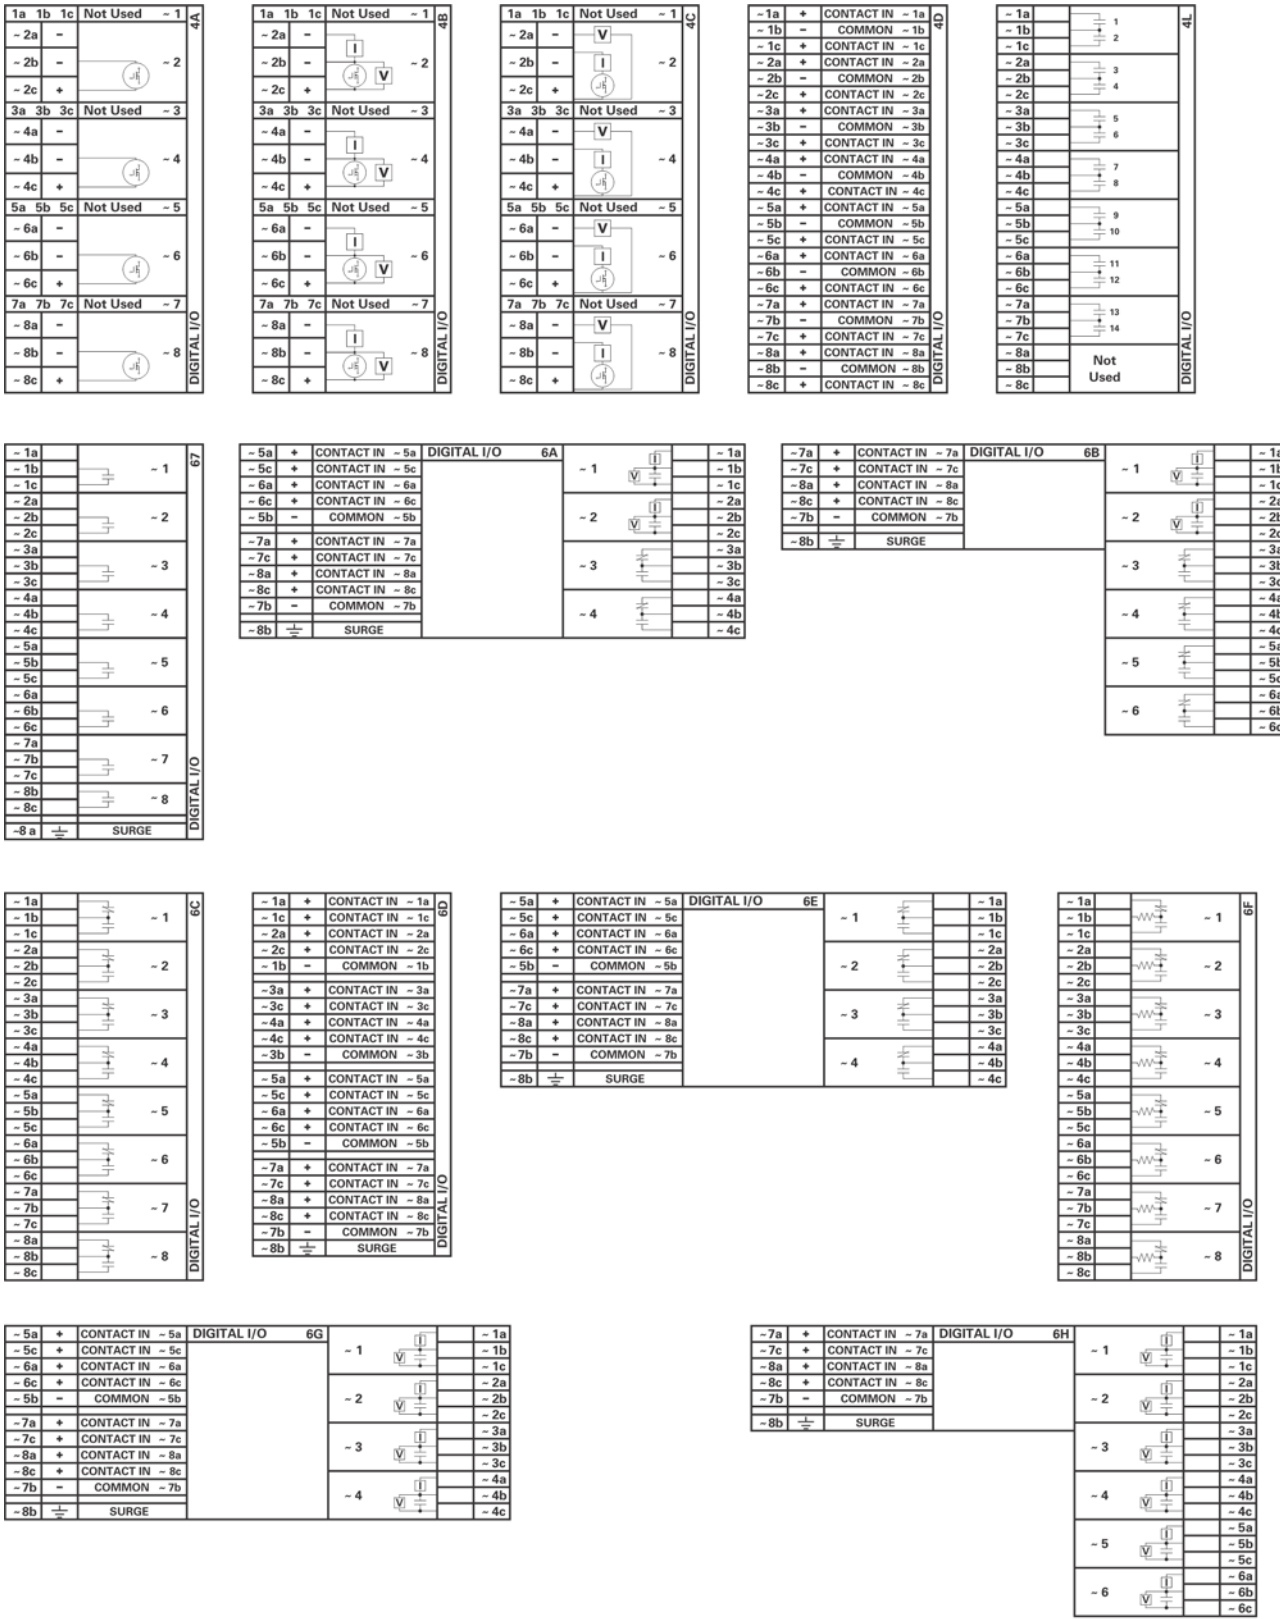 1a 1b 1c Not Used ~ 1
~ 2a −
~ 2b − ~ 2
~ 2c +
3a 3b 3c Not Used ~ 3
~ 4a −
~ 4b − ~ 4
~ 4c +
5a 5b 5c Not Used ~ 5
~ 6a −
~ 6b − ~ 6
~ 6c +
7a 7b 7c Not Used ~ 7
~ 8a −
~ 8b − ~ 8
~ 8c +
4A
DIGITAL I/O
1a 1b 1c Not Used ~ 1
~ 2a −
I
~ 2b − V ~ 2
~ 2c +
3a 3b 3c Not Used ~ 3
~ 4a −
I
~ 4b − V ~ 4
~ 4c +
5a 5b 5c Not Used ~ 5
~ 6a −
I
~ 6b − V ~ 6
~ 6c +
7a 7b 7c Not Used ~ 7
~ 8a −
I
~ 8b − V ~ 8
~ 8c +
4B
DIGITAL I/O
1a 1b 1c Not Used ~ 1
~ 2a − V
~ 2b − I ~ 2
~ 2c +
3a 3b 3c Not Used ~ 3
~ 4a − V
~ 4b − I ~ 4
~ 4c +
5a 5b 5c Not Used ~ 5
~ 6a − V
~ 6b − I ~ 6
~ 6c +
7a 7b 7c Not Used ~ 7
~ 8a − V
~ 8b − I ~ 8
~ 8c +
4C
DIGITAL I/O
~ 1a + CONTACT IN ~ 1a
~ 1b − COMMON ~ 1b
~ 1c + CONTACT IN ~ 1c
~ 2a + CONTACT IN ~ 2a
~ 2b − COMMON ~ 2b
~ 2c + CONTACT IN ~ 2c
~ 3a + CONTACT IN ~ 3a
~ 3b − COMMON ~ 3b
~ 3c + CONTACT IN ~ 3c
~ 4a + CONTACT IN ~ 4a
~ 4b − COMMON ~ 4b
~ 4c + CONTACT IN ~ 4c
~ 5a + CONTACT IN ~ 5a
~ 5b − COMMON ~ 5b
~ 5c + CONTACT IN ~ 5c
~ 6a + CONTACT IN ~ 6a
~ 6b − COMMON ~ 6b
~ 6c + CONTACT IN ~ 6c
~ 7a + CONTACT IN ~ 7a
~ 7b − COMMON ~ 7b
~ 7c + CONTACT IN ~ 7c
~ 8a + CONTACT IN ~ 8a
~ 8b − COMMON ~ 8b
~ 8c + CONTACT IN ~ 8c
4D
DIGITAL I/O
~ 1a 1
~ 1b
~ 1c 2
~ 2a 3
~ 2b
~ 2c 4
~ 3a 5
~ 3b
~ 3c 6
~ 4a 7
~ 4b
~ 4c 8
~ 5a 9
~ 5b
~ 5c 10
~ 6a 11
~ 6b
~ 6c 12
~ 7a 13
~ 7b
~ 7c 14
~ 8a Not
~ 8b Used
~ 8c
4L
DIGITAL I/O
~ 1a
~ 1b ~ 1
~ 1c
~ 2a
~ 2b ~ 2
~ 2c
~ 3a
~ 3b ~ 3
~ 3c
~ 4a
~ 4b ~ 4
~ 4c
~ 5a
~ 5b ~ 5
~ 5c
~ 6a
~ 6b ~ 6
~ 6c
~ 7a
~ 7b ~ 7
~ 7c
~ 8b ~ 8
~ 8c
~8 a SURGE
67
DIGITAL I/O
~ 5a + CONTACT IN ~ 5a DIGITAL I/O 6A
~ 5c + CONTACT IN ~ 5c
~ 6a + CONTACT IN ~ 6a
~ 6c + CONTACT IN ~ 6c
~ 5b − COMMON ~ 5b
~ 7a + CONTACT IN ~ 7a
~ 7c + CONTACT IN ~ 7c
~ 8a + CONTACT IN ~ 8a
~ 8c + CONTACT IN ~ 8c
~ 7b − COMMON ~ 7b
~ 8b SURGE
I ~ 1a
~ 1 V ~ 1b
~ 1c
I ~ 2a
~ 2 V ~ 2b
~ 2c
~ 3a
~ 3 ~ 3b
~ 3c
~ 4a
~ 4 ~ 4b
~ 4c
~ 7a + CONTACT IN ~ 7a DIGITAL I/O 6B
~ 7c + CONTACT IN ~ 7c
~ 8a + CONTACT IN ~ 8a
~ 8c + CONTACT IN ~ 8c
~ 7b − COMMON ~ 7b
~ 8b SURGE
I ~ 1a
~ 1 V ~ 1b
~ 1c
I ~ 2a
~ 2 V ~ 2b
~ 2c
~ 3a
~ 3 ~ 3b
~ 3c
~ 4a
~ 4 ~ 4b
~ 4c
~ 5a
~ 5 ~ 5b
~ 5c
~ 6a
~ 6 ~ 6b
~ 6c
~ 1a
~ 1b ~ 1
~ 1c
~ 2a
~ 2b ~ 2
~ 2c
~ 3a
~ 3b ~ 3
~ 3c
~ 4a
~ 4b ~ 4
~ 4c
~ 5a
~ 5b ~ 5
~ 5c
~ 6a
~ 6b ~ 6
~ 6c
~ 7a
~ 7b ~ 7
~ 7c
~ 8a
~ 8b ~ 8
~ 8c
6C
DIGITAL I/O
~ 1a + CONTACT IN ~ 1a
~ 1c + CONTACT IN ~ 1c
~ 2a + CONTACT IN ~ 2a
~ 2c + CONTACT IN ~ 2c
~ 1b − COMMON ~ 1b
~3a + CONTACT IN ~ 3a
~3c + CONTACT IN ~ 3c
~4a + CONTACT IN ~ 4a
~4c + CONTACT IN ~ 4c
~3b − COMMON ~ 3b
~ 5a + CONTACT IN ~ 5a
~ 5c + CONTACT IN ~ 5c
~ 6a + CONTACT IN ~ 6a
~ 6c + CONTACT IN ~ 6c
~ 5b − COMMON ~ 5b
~7a + CONTACT IN ~ 7a
~7c + CONTACT IN ~ 7c
~8a + CONTACT IN ~ 8a
~8c + CONTACT IN ~ 8c
~7b − COMMON ~ 7b
~8b SURGE
6D
DIGITAL I/O
~ 5a + CONTACT IN ~ 5a DIGITAL I/O 6E
~ 5c + CONTACT IN ~ 5c
~ 6a + CONTACT IN ~ 6a
~ 6c + CONTACT IN ~ 6c
~ 5b − COMMON ~ 5b
~7a + CONTACT IN ~ 7a
~ 7c + CONTACT IN ~ 7c
~ 8a + CONTACT IN ~ 8a
~ 8c + CONTACT IN ~ 8c
~ 7b − COMMON ~ 7b
~ 8b SURGE
~ 1a
~ 1 ~ 1b
~ 1c
~ 2a
~ 2 ~ 2b
~ 2c
~ 3a
~ 3 ~ 3b
~ 3c
~ 4a
~ 4 ~ 4b
~ 4c
~ 1a
~ 1b ~ 1
~ 1c
~ 2a
~ 2b ~ 2
~ 2c
~ 3a
~ 3b ~ 3
~ 3c
~ 4a
~ 4b ~ 4
~ 4c
~ 5a
~ 5b ~ 5
~ 5c
~ 6a
~ 6b ~ 6
~ 6c
~ 7a
~ 7b ~ 7
~ 7c
~ 8a
~ 8b ~ 8
~ 8c
6F
DIGITAL I/O
~ 5a + CONTACT IN ~ 5a DIGITAL I/O 6G
~ 5c + CONTACT IN ~ 5c
~ 6a + CONTACT IN ~ 6a
~ 6c + CONTACT IN ~ 6c
~ 5b − COMMON ~ 5b
~7a + CONTACT IN ~ 7a
~ 7c + CONTACT IN ~ 7c
~ 8a + CONTACT IN ~ 8a
~ 8c + CONTACT IN ~ 8c
~ 7b − COMMON ~ 7b
~ 8b SURGE
I ~ 1a
~ 1 V ~ 1b
~ 1c
I ~ 2a
~ 2 V ~ 2b
~ 2c
I ~ 3a
~ 3 V ~ 3b
~ 3c
I ~ 4a
~ 4 V ~ 4b
~ 4c
~ 7a + CONTACT IN ~ 7a DIGITAL I/O 6H
~ 7c + CONTACT IN ~ 7c
~ 8a + CONTACT IN ~ 8a
~ 8c + CONTACT IN ~ 8c
~ 7b − COMMON ~ 7b
~ 8b SURGE
I ~ 1a
~ 1 V ~ 1b
~ 1c
I ~ 2a
~ 2 V ~ 2b
~ 2c
I ~ 3a
~ 3 V ~ 3b
~ 3c
I ~ 4a
~ 4 V ~ 4b
~ 4c
I ~ 5a
~ 5 V ~ 5b
~ 5c
I ~ 6a
~ 6 V ~ 6b
~ 6c